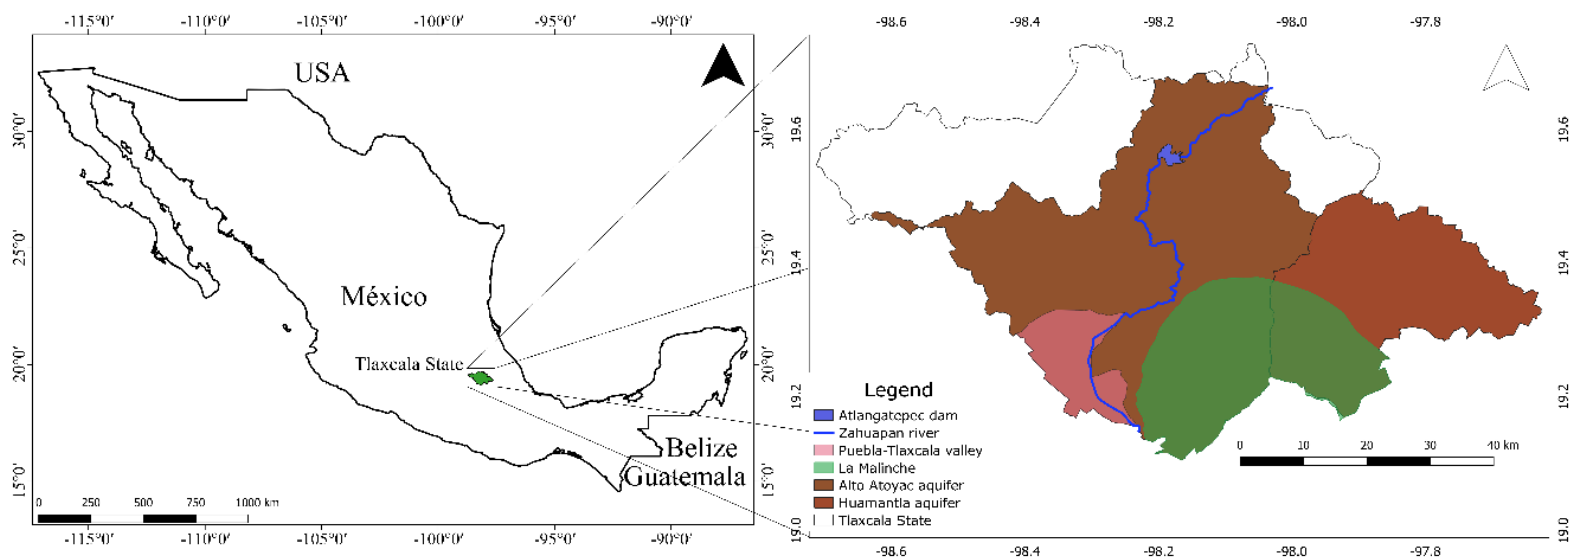 -115°0' -110°0' -105°0' -100°0' -95°0' -90°0'
USA
30°0'
25°0'
20°0'
15°0'
30°0'
25°0'
20°0'
15°0'
México
Tlaxcala State
Belize
Guatemala
0 250 500 750 1000 km
-115°0' -110°0' -105°0' -100°0' -95°0' -90°0'
-98.6 -98.4 -98.2 -98.0 -97.8
19.6
19.4
19.2
19.0
19.6
19.4
19.2
19.0
Legend
Atlangatepec dam
Zahuapan river
Puebla-Tlaxcala valley
La Malinche
Alto Atoyac aquifer
Huamantla aquifer
Tlaxcala State
0 10 20 30 40 km
-98.6 -98.4 -98.2 -98.0 -97.8